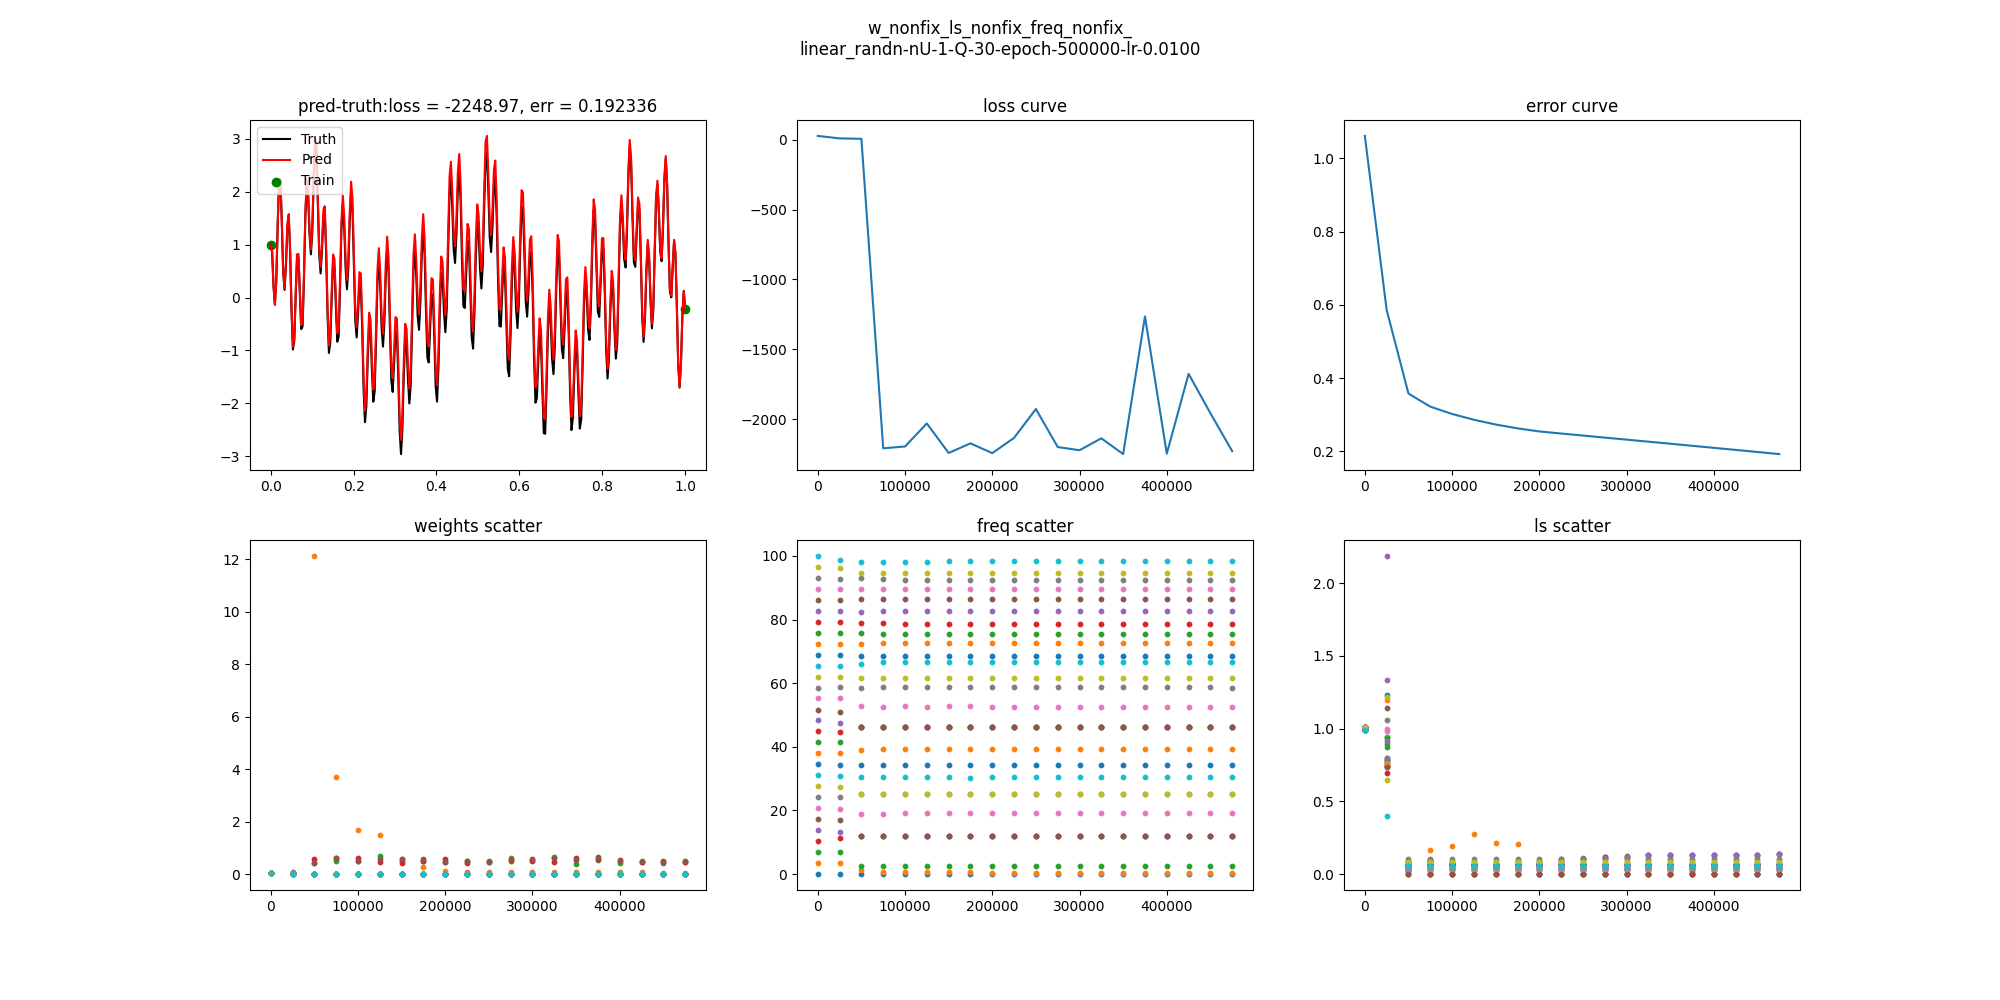 w_nonfix_ls_nonfix_freq_nonfix_
linear_randn-nU-1-Q-30-epoch-500000-lr-0.0100
pred-truth:loss = -2248.97, err = 0.192336
3
2
1
0
−1
−2
−3
0.0 0.2 0.4 0.6 0.8 1.0
Truth
Pred
Train
loss curve
0
−500
−1000
−1500
−2000
0 100000 200000 300000 400000
error curve
1.0
0.8
0.6
0.4
0.2
0 100000 200000 300000 400000
weights scatter
12
10
8
6
4
2
0
0 100000 200000 300000 400000
freq scatter
100
80
60
40
20
0
0 100000 200000 300000 400000
ls scatter
2.0
1.5
1.0
0.5
0.0
0 100000 200000 300000 400000